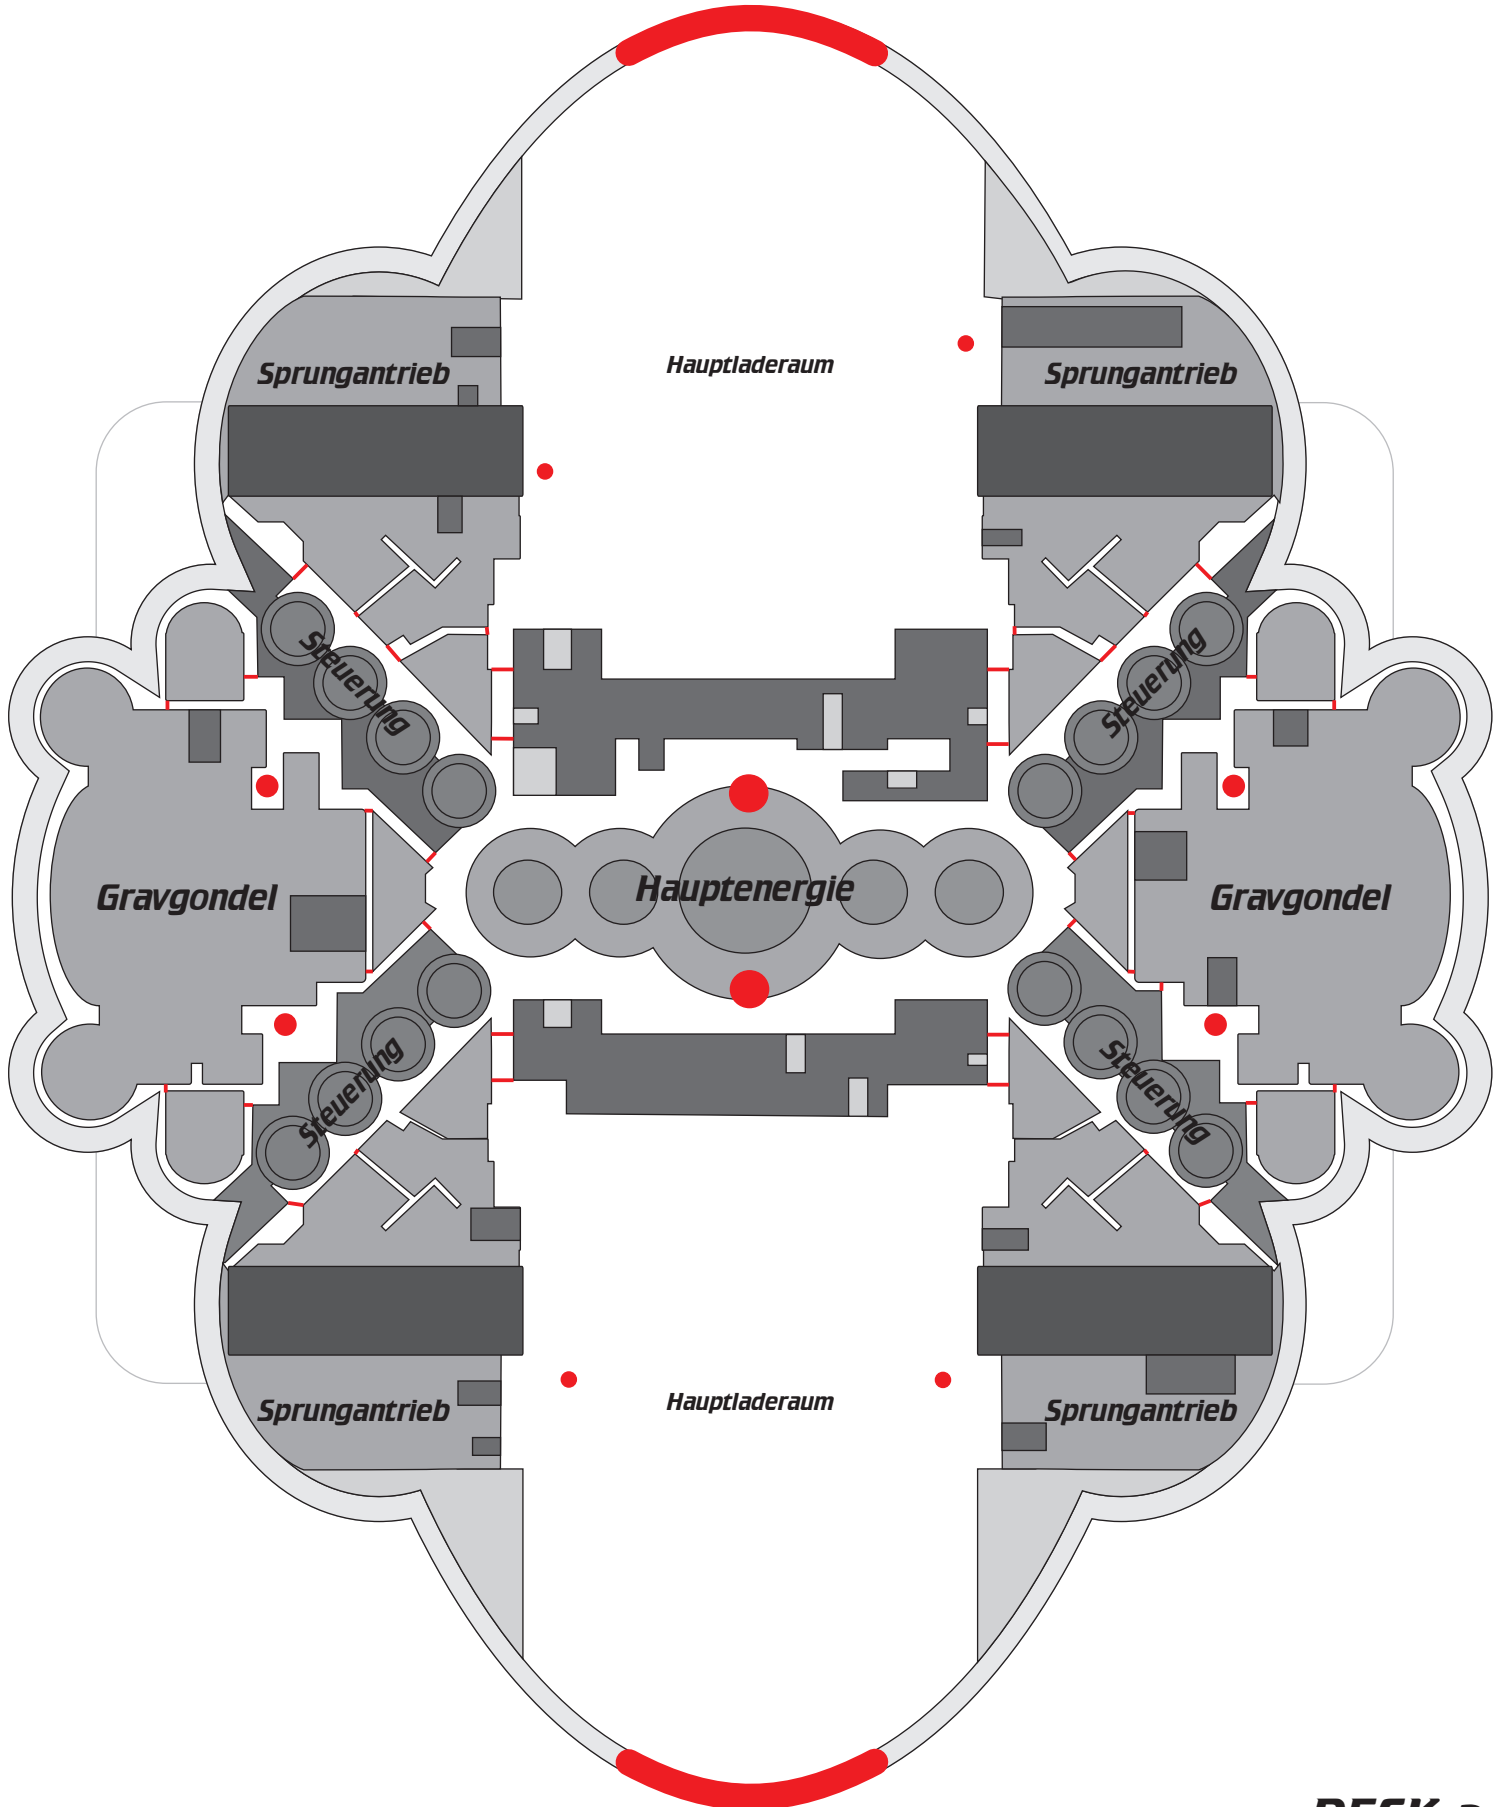 Hauptladeraum
Sprungantrieb
Sprungantrieb
Steuerung
Steuerung
Gravgondel
Hauptenergie
Gravgondel
Steuerung
Steuerung
Sprungantrieb
Hauptladeraum
Sprungantrieb